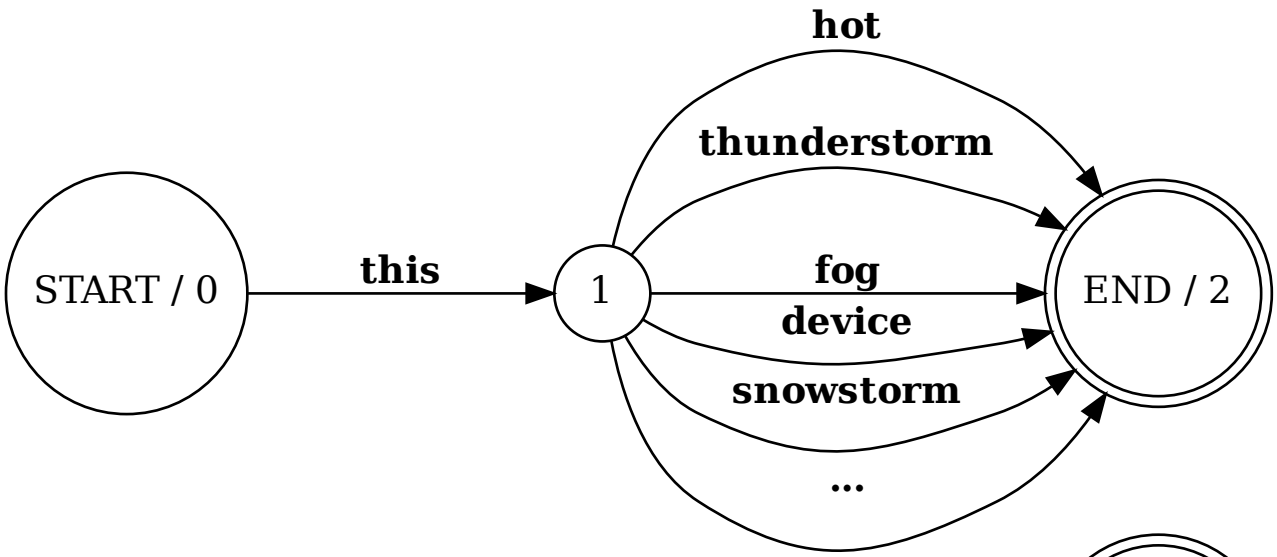 hot
thunderstorm
this
fog
START / 0
1
END / 2
device
snowstorm
...